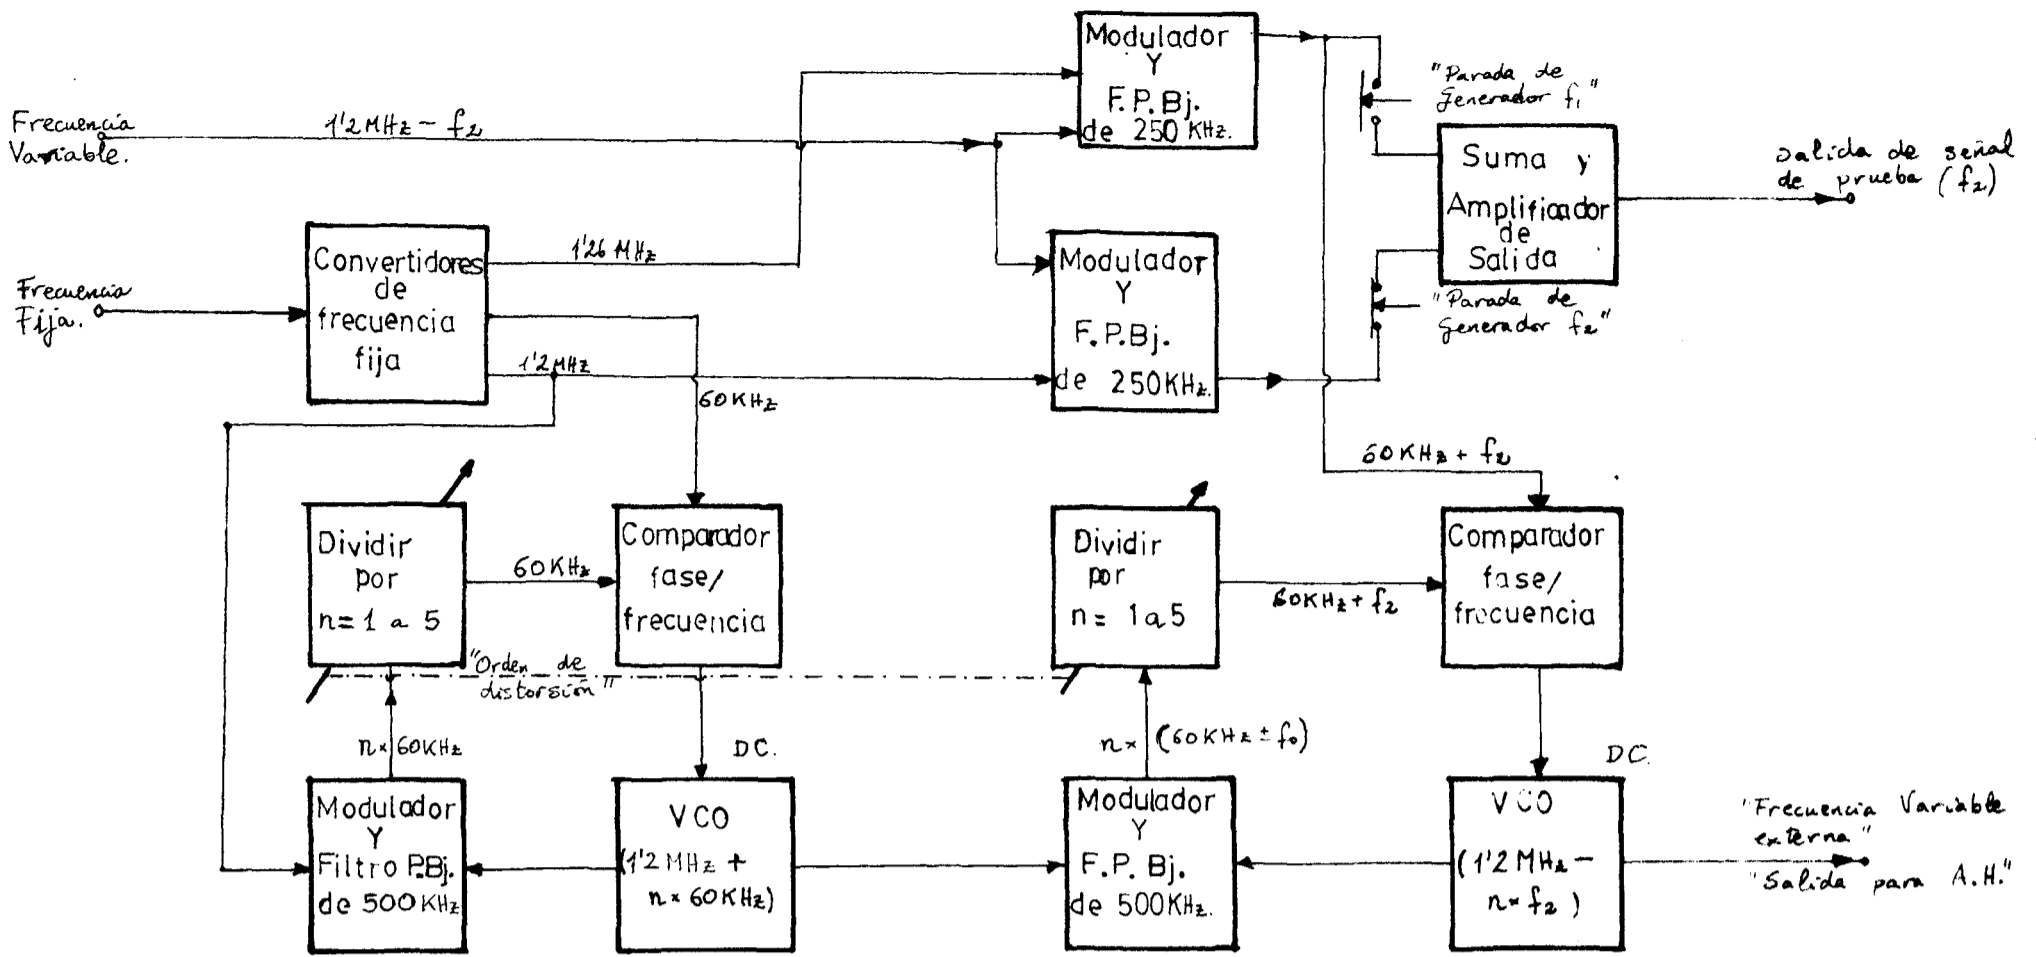 Frecuencia
Variable.
1'2 MHz - f2
Modulador
Y
F.P.Bj.
de 250 KHz.
"Parada de
generador f1"
Suma y
Amplificador
de
Salida
Salida de señal
de prueba (f2)
Frecuencia
Fija.
Convertidores
de
frecuencia
fija
1'26 MHz
1'2 MHz
60 KHz
Modulador
Y
F.P.Bj.
de 250 KHz.
"Parada de
generador f2"
60 KHz + f2
Dividir
por
n= 1 a 5
60 KHz
Comparador
fase/
frecuencia
Dividir
por
n= 1 a 5
60 KHz + f2
Comparador
fase/
frecuencia
"Orden de
distorsión"
n× 60 KHz
DC.
n× (60 KHz ± f0)
DC.
Modulador
Y
Filtro P.Bj.
de 500 KHz
VCO
(1'2 MHz +
n× 60 KHz)
Modulador
Y
F.P. Bj.
de 500 KHz.
VCO
(1'2 MHz -
n× f2 )
"Frecuencia Variable
externa"
"Salida para A.H."